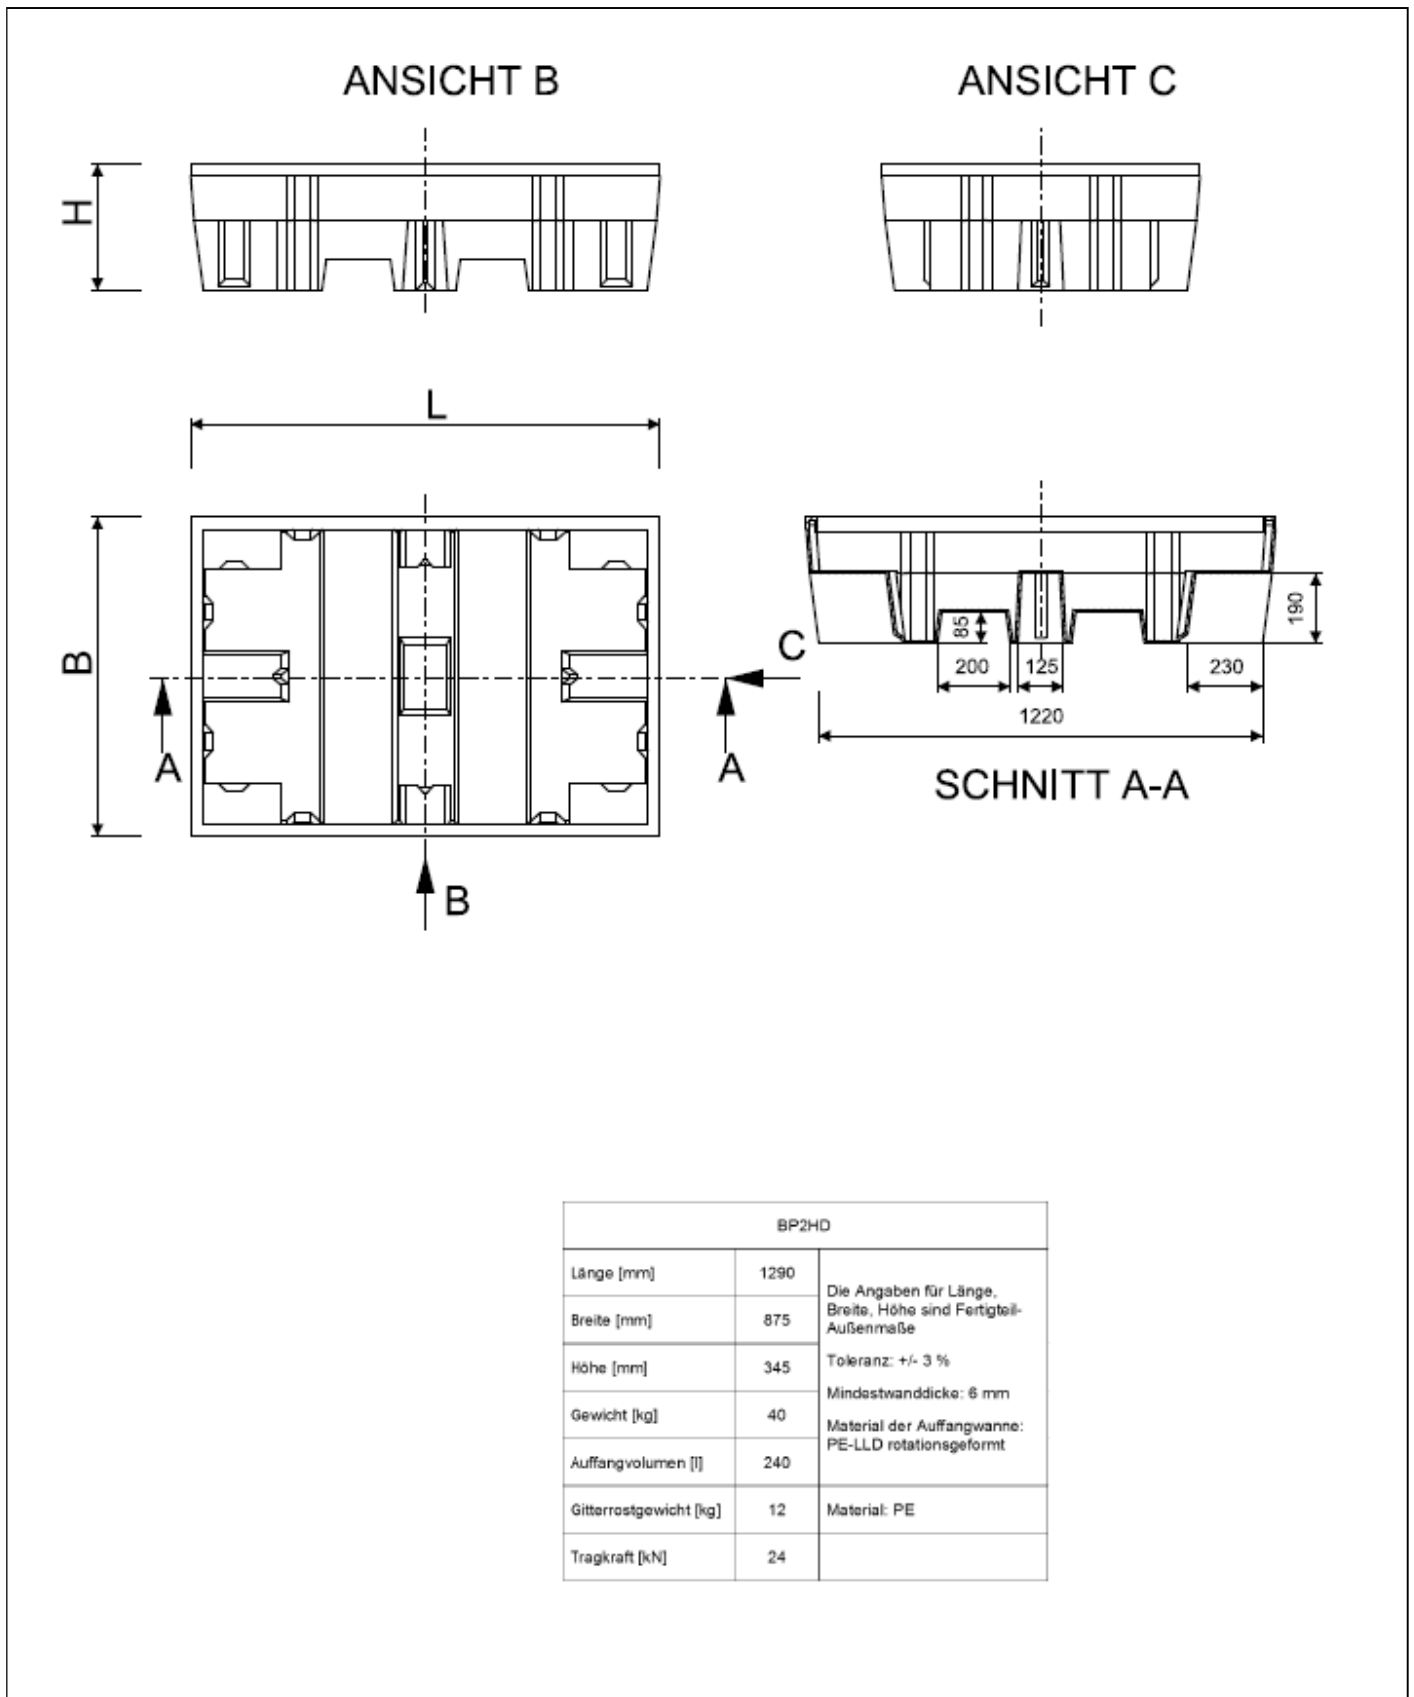 ANSICHT B
ANSICHT C
H
L
B
C
A
A
B
85
190
200
125
230
1220
SCHNITT A-A
BP2HD
Länge [mm]
1290
Breite [mm]
875
Höhe [mm]
345
Gewicht [kg]
40
Auffangvolumen [l]
240
Die Angaben für Länge,
Breite, Höhe sind Fertigteil-
Außenmaße
Toleranz: +/- 3 %
Mindestwanddicke: 6 mm
Material der Auffangwanne:
PE-LLD rotationsgeformt
Gitterrostgewicht [kg]
12
Material: PE
Tragkraft [kN]
24